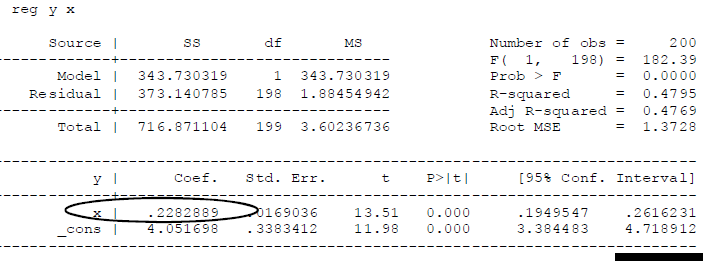 reg y x
Source | SS df MS Number of obs = 200
-------------+------------------------------ F( 1, 198) = 182.39
Model | 343.730319 1 343.730319 Prob > F = 0.0000
Residual | 373.140785 198 1.88454942 R-squared = 0.4795
-------------+------------------------------ Adj R-squared = 0.4769
Total | 716.871104 199 3.60236736 Root MSE = 1.3728
------------------------------------------------------------------------------
y | Coef. Std. Err. t P>|t| [95% Conf. Interval]
-------------+----------------------------------------------------------------
x | .2282889 .0169036 13.51 0.000 .1949547 .2616231
_cons | 4.051698 .3383412 11.98 0.000 3.384483 4.718912
------------------------------------------------------------------------------